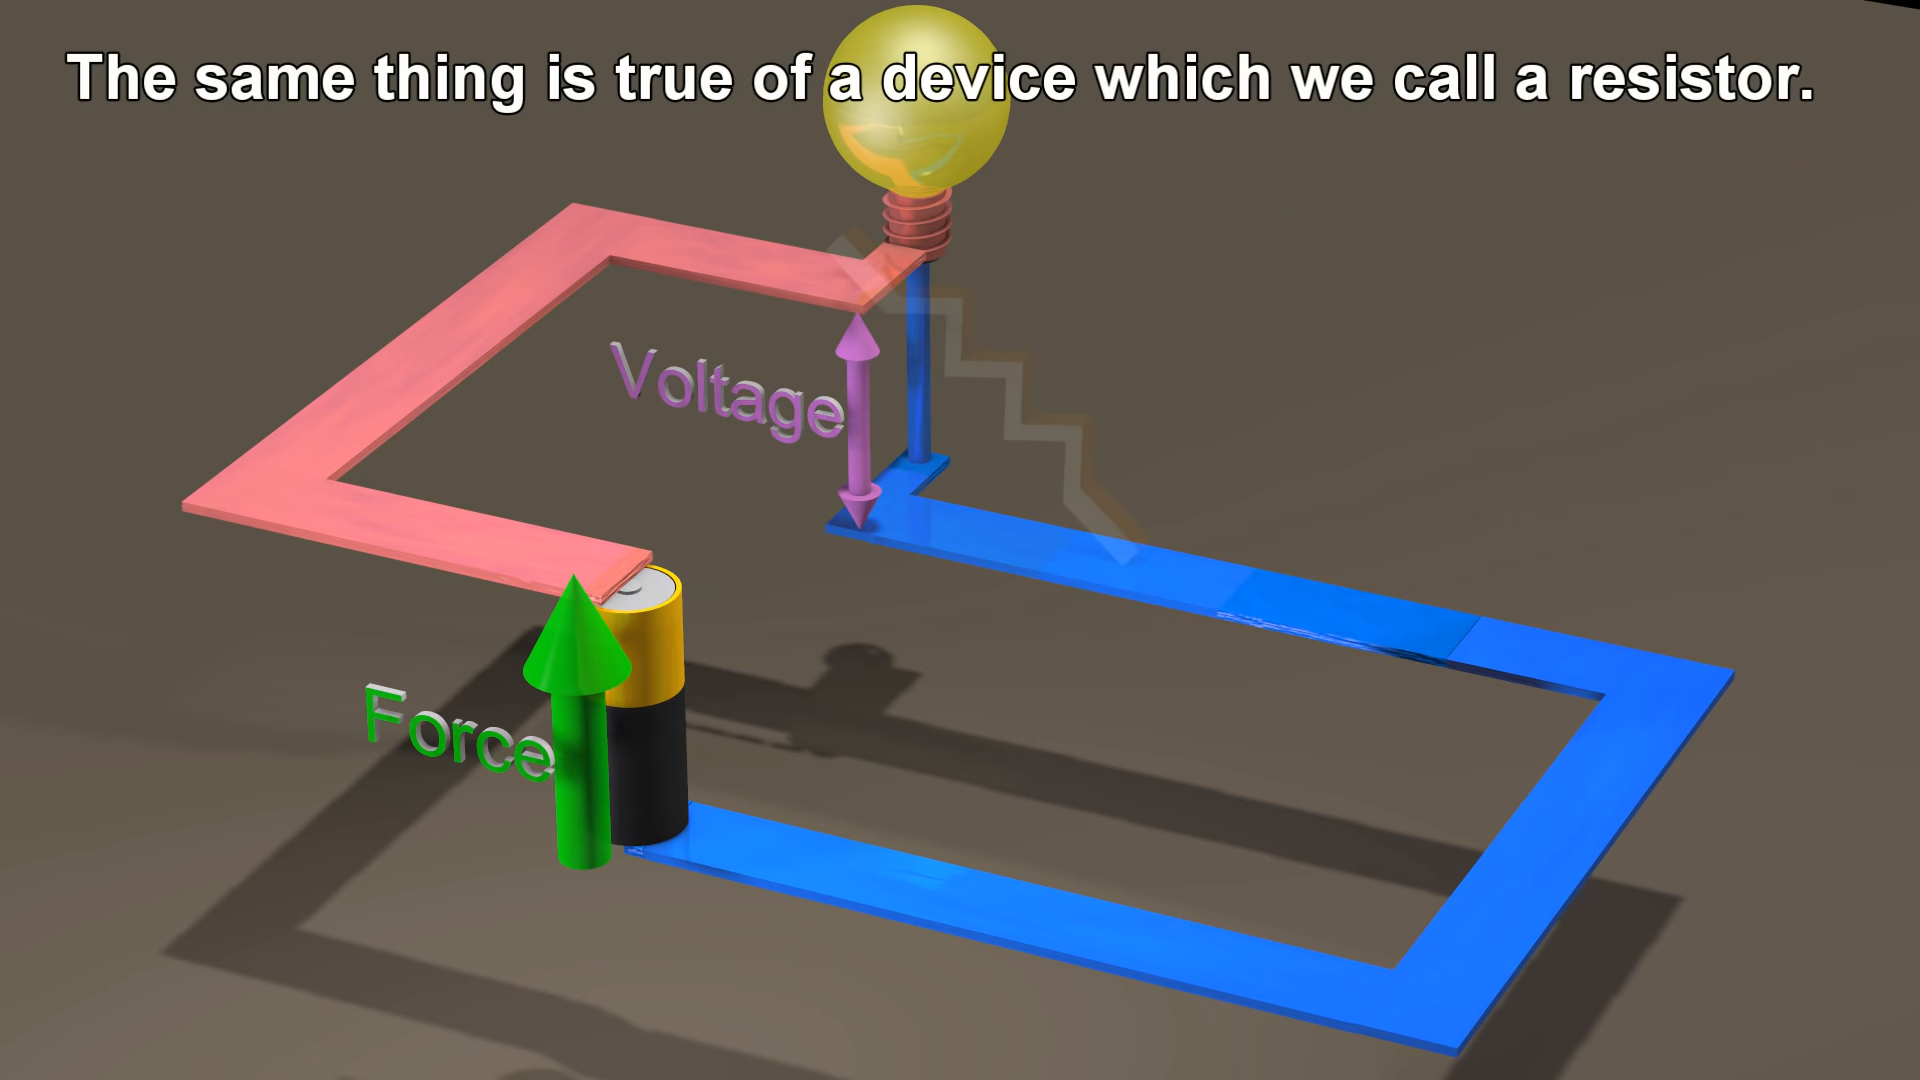 The same thing is true of a device which we call a resistor.
Voltage
Force